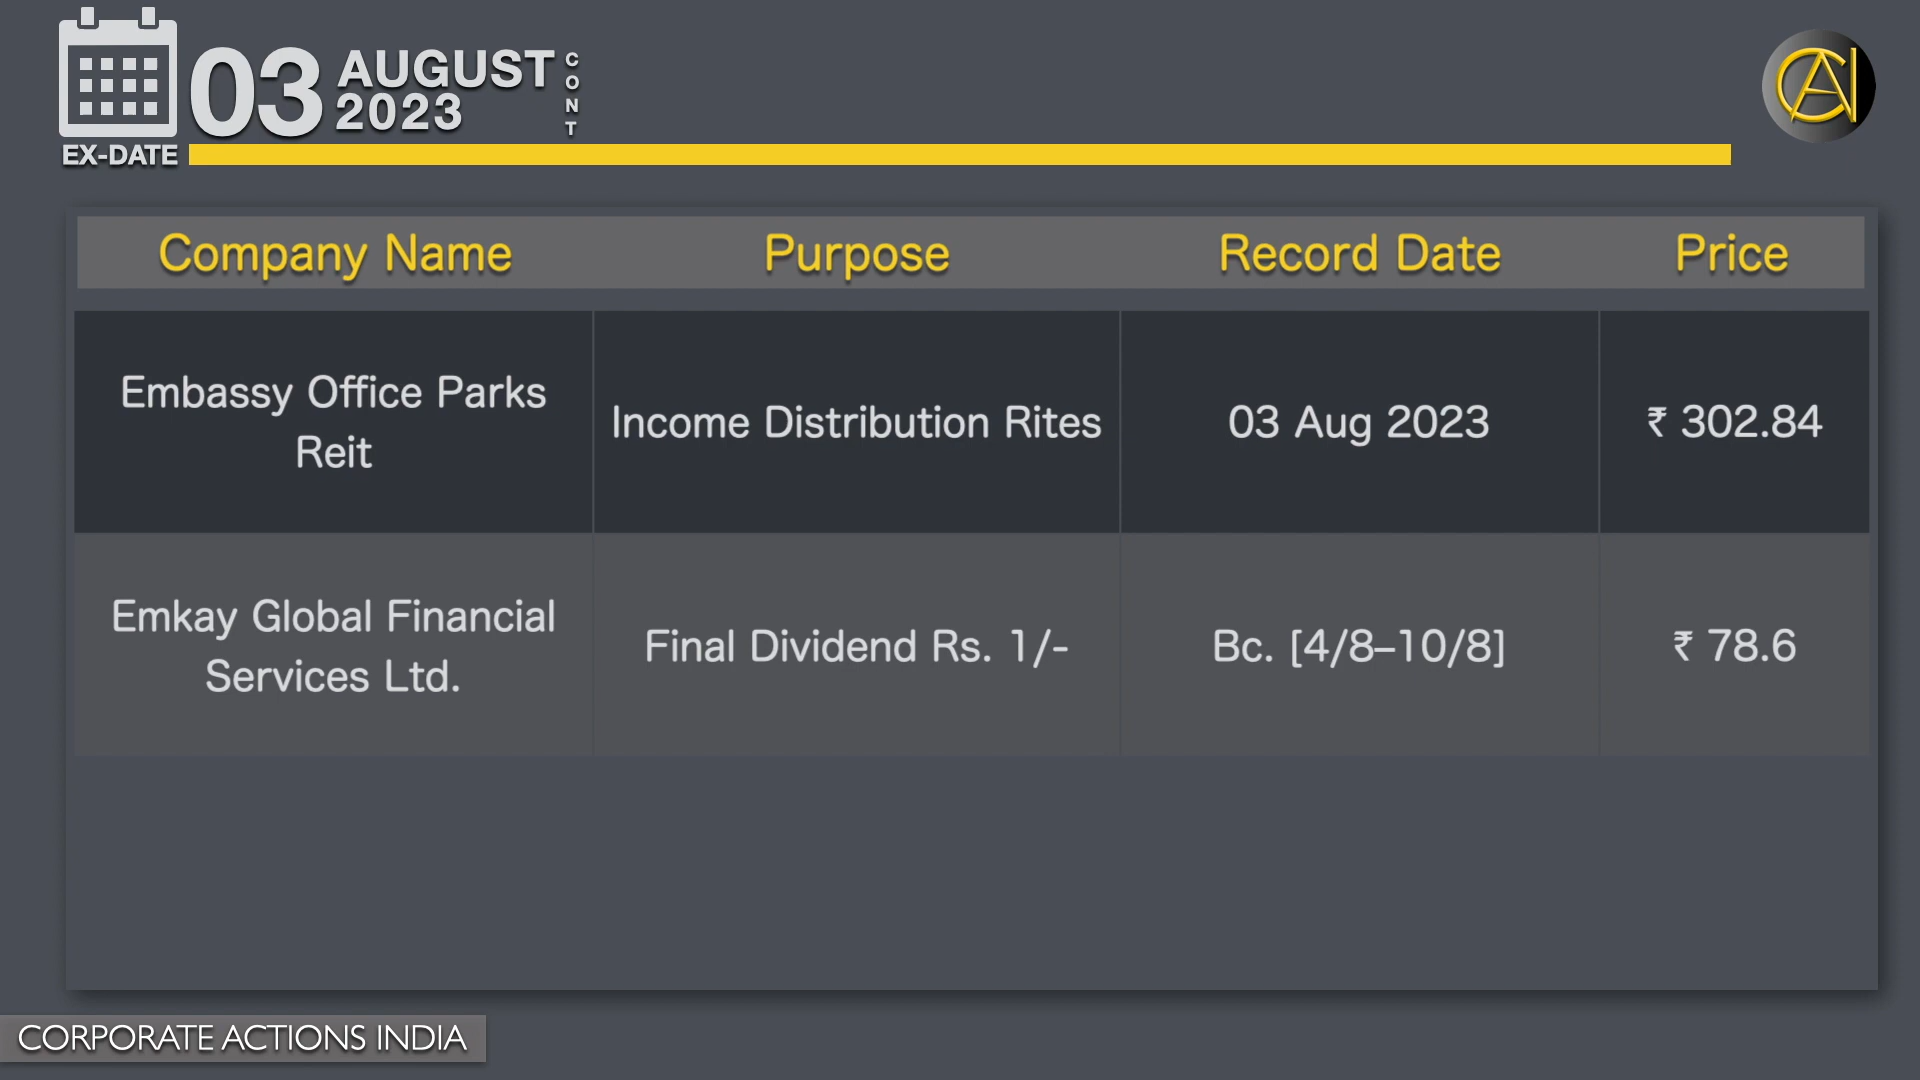 03 AUGUST 2023 CONT
EX-DATE
CAI
Company Name Purpose Record Date Price
Embassy Office Parks
Reit
Income Distribution Rites
03 Aug 2023
₹ 302.84
Emkay Global Financial
Services Ltd.
Final Dividend Rs. 1/-
Bc. [4/8–10/8]
₹ 78.6
CORPORATE ACTIONS INDIA